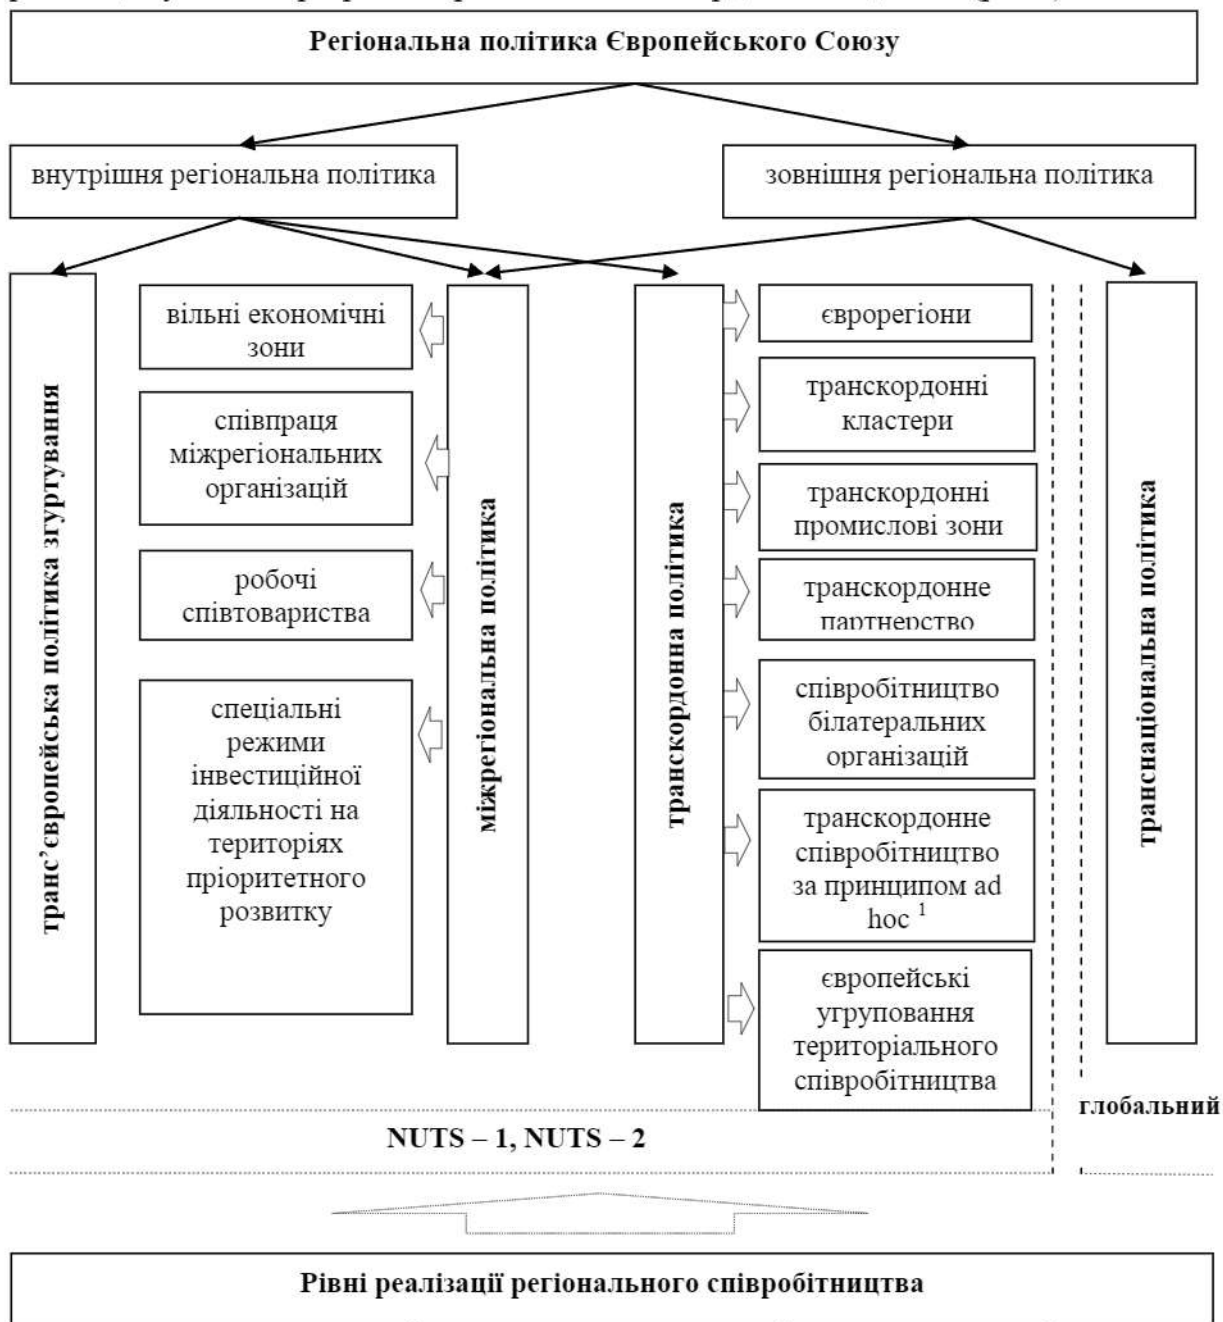 Регіональна політика Європейського Союзу
внутрішня регіональна політика
зовнішня регіональна політика
транс’європейська політика згуртування
вільні економічні
зони
співпраця
міжрегіональних
організацій
робочі
співтовариства
спеціальні
режими
інвестиційної
діяльності на
територіях
пріоритетного
розвитку
міжрегіональна політика
транскордонна політика
єврорегіони
транскордонні
кластери
транскордонні
промислові зони
транскордонне
партнерство
співробітництво
білатеральних
організацій
транскордонне
співробітництво
за принципом ad
hoc 1
європейські
угруповання
територіального
співробітництва
транснаціональна політика
глобальний
NUTS – 1, NUTS – 2
Рівні реалізації регіонального співробітництва